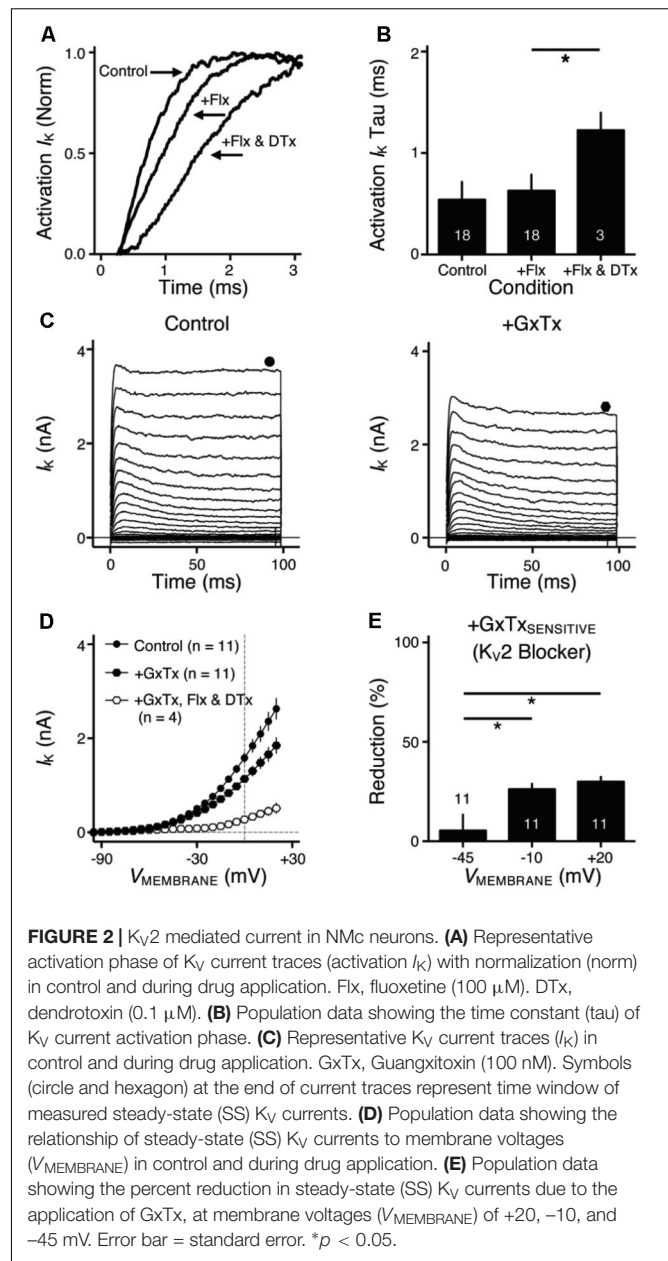 A
1.0
Control
+Flx
+Flx & DTx
0.5
0.0
Activation IK (Norm)
0 1 2 3
Time (ms)
B
*
2
1
0
Activation IK Tau (ms)
18 18 3
Control +Flx +Flx & DTx
Condition
C
Control
4
2
0
IK (nA)
0 50 100
Time (ms)
+GxTx
4
2
0
IK (nA)
0 50 100
Time (ms)
D
Control (n = 11)
+GxTx (n = 11)
+GxTx, Flx & DTx
(n = 4)
4
2
0
IK (nA)
-90 -30 +30
VMEMBRANE (mV)
E
+GxTxSENSITIVE
(KV2 Blocker)
100
50
0
Reduction (%)
*
*
11 11 11
-45 -10 +20
VMEMBRANE (mV)
FIGURE 2 | KV2 mediated current in NMc neurons. (A) Representative
activation phase of KV current traces (activation IK) with normalization (norm)
in control and during drug application. Flx, fluoxetine (100 μM). DTx,
dendrotoxin (0.1 μM). (B) Population data showing the time constant (tau) of
KV current activation phase. (C) Representative KV current traces (IK) in
control and during drug application. GxTx, Guangxitoxin (100 nM). Symbols
(circle and hexagon) at the end of current traces represent time window of
measured steady-state (SS) KV currents. (D) Population data showing the
relationship of steady-state (SS) KV currents to membrane voltages
(VMEMBRANE) in control and during drug application. (E) Population data
showing the percent reduction in steady-state (SS) KV currents due to the
application of GxTx, at membrane voltages (VMEMBRANE) of +20, –10, and
–45 mV. Error bar = standard error. *p < 0.05.